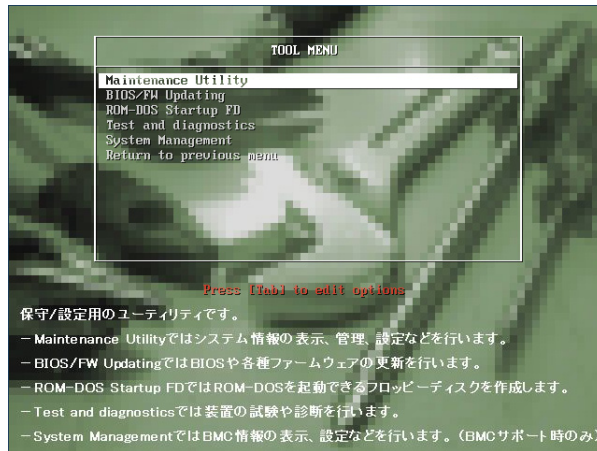 TOOL MENU
Maintenance Utility
BIOS/FW Updating
ROM-DOS Startup FD
Test and diagnostics
System Management
Return to previous menu
Press [Tab] to edit options
保守/設定用のユーティリティです。
－Maintenance Utilityではシステム情報の表示、管理、設定などを行います。
－BIOS/FW UpdatingではBIOSや各種ファームウェアの更新を行います。
－ROM-DOS Startup FDではROM-DOSを起動できるフロッピーディスクを作成します。
－Test and diagnosticsでは装置の試験や診断を行います。
－System ManagementではBMC情報の表示、設定などを行います。（BMCサポート時のみ）